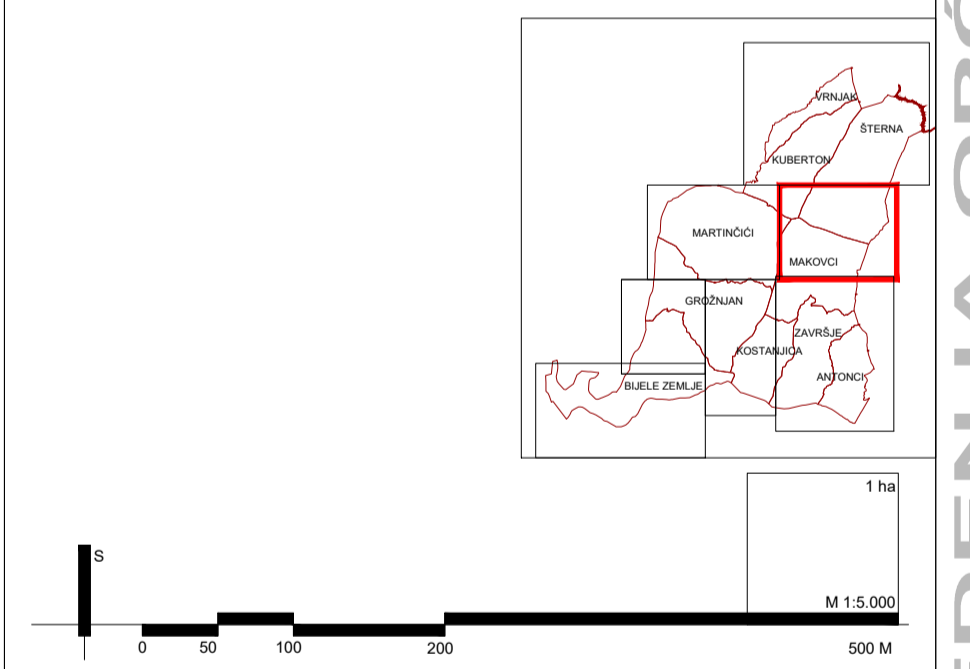 VRNJAK
ŠTERNA
KUBERTON
MARTINČIĆI
MAKOVCI
GROŽNJAN
ZAVRŠJE
KOSTANJICA
ANTONCI
BIJELE ZEMLJE
1 ha
S
M 1:5.000
0 50 100 200 500 M